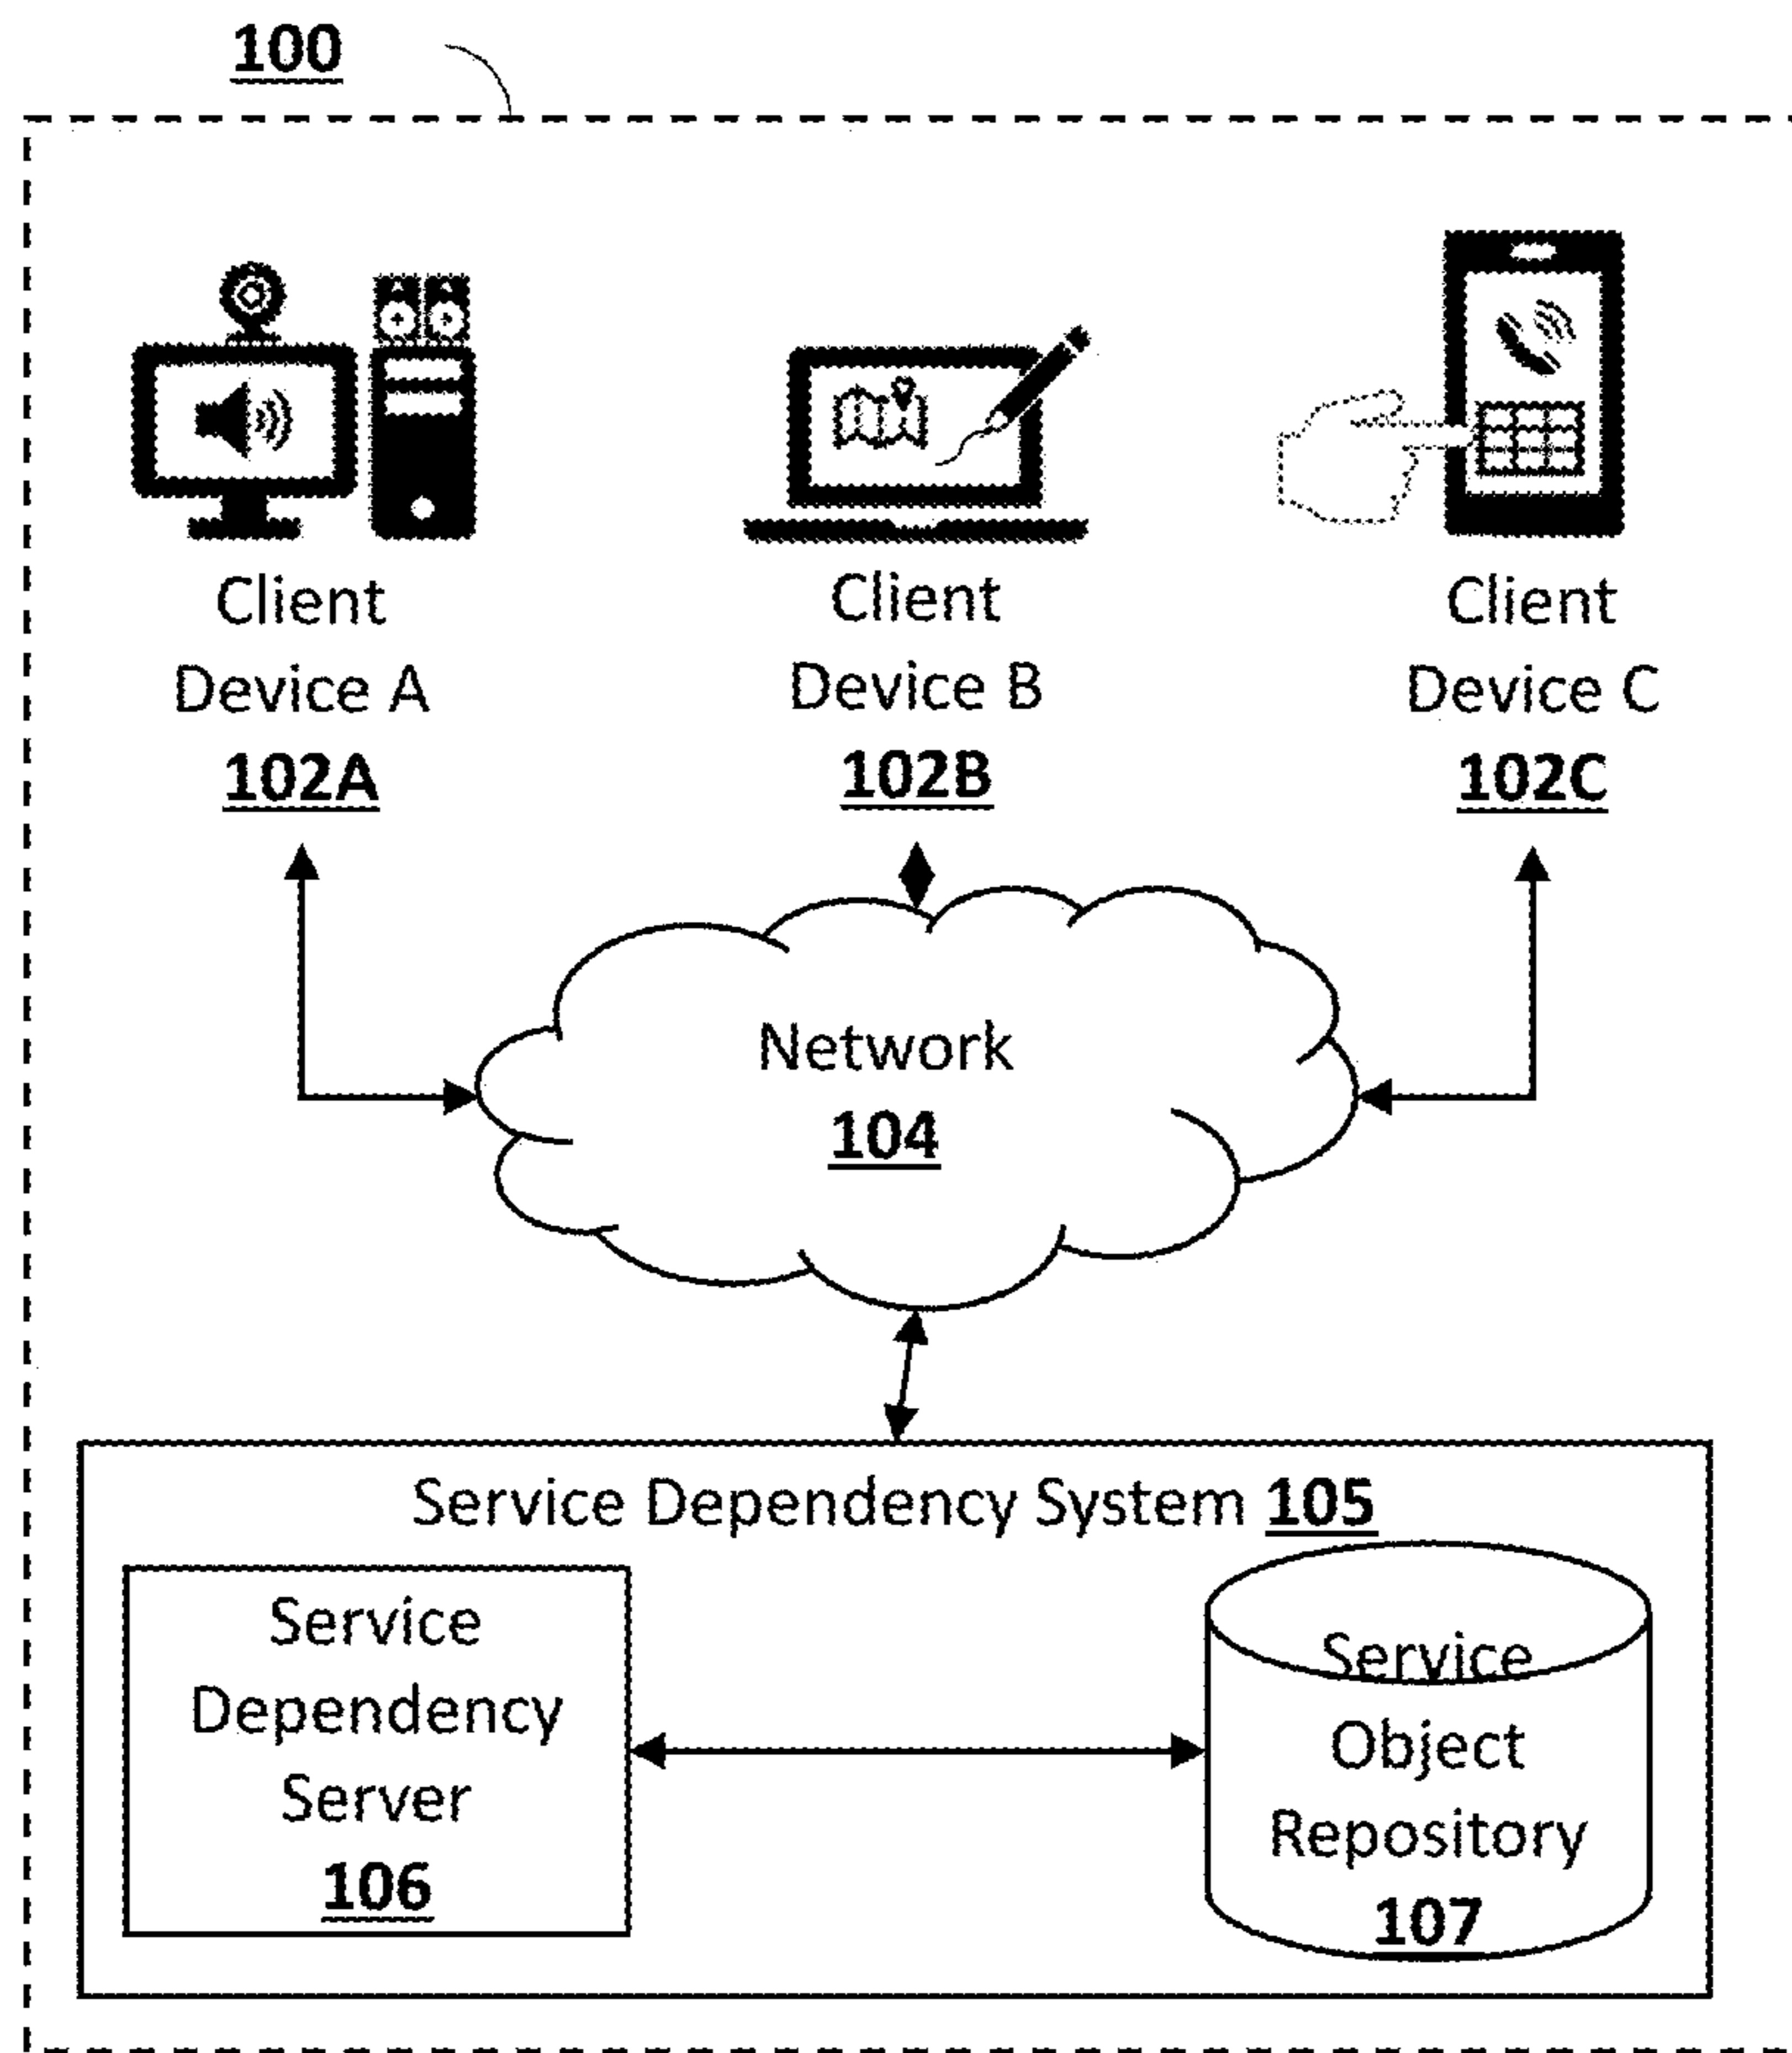 100
Client
Device A
102A
Client
Device B
102B
Client
Device C
102C
Network
104
Service Dependency System 105
Service
Dependency
Server
106
Service
Object
Repository
107